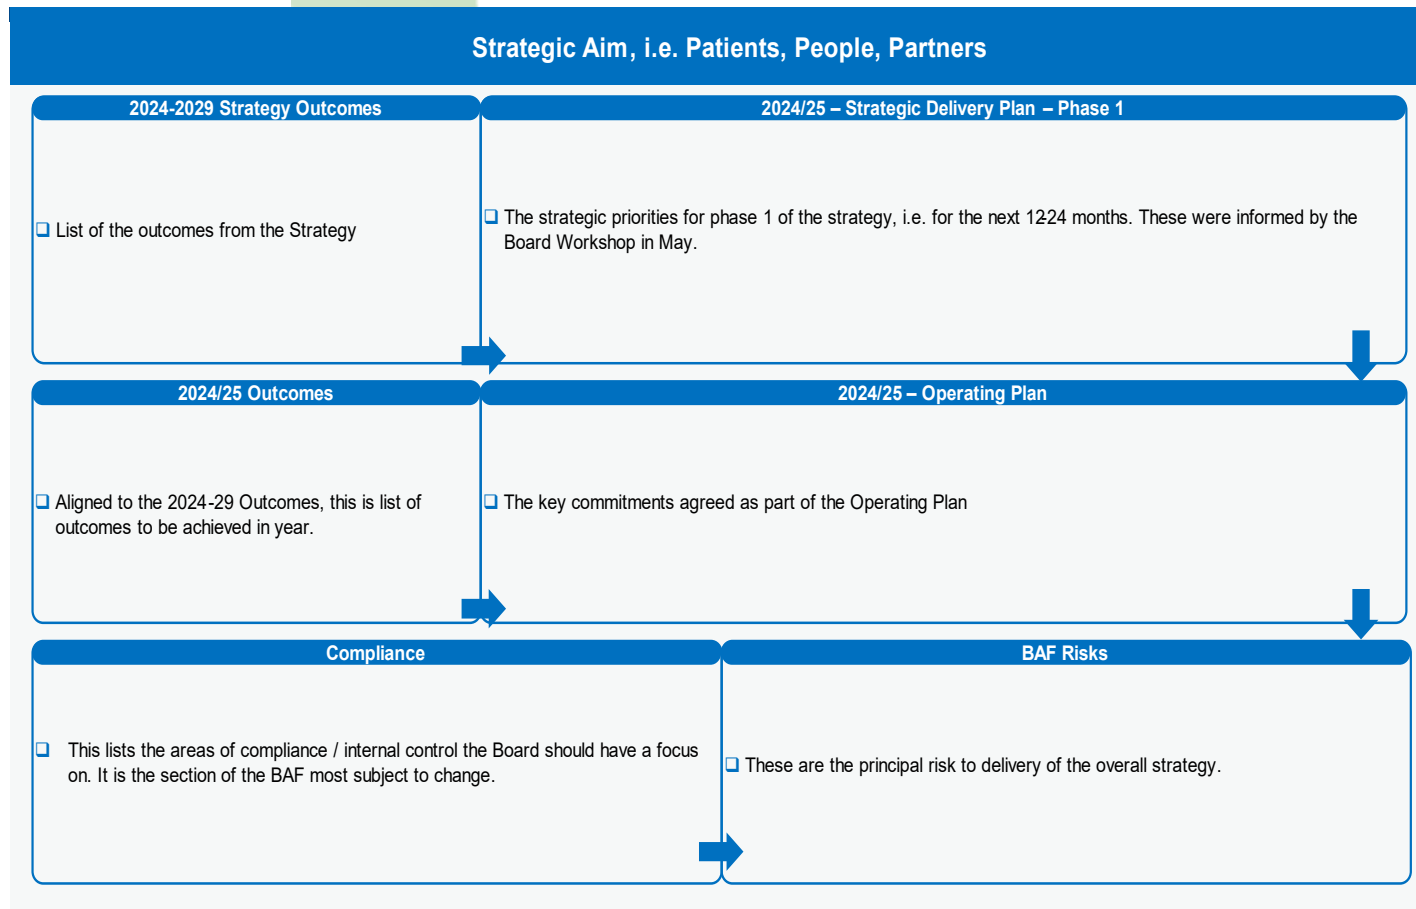 Strategic Aim, i.e. Patients, People, Partners
2024-2029 Strategy Outcomes
2024/25 – Strategic Delivery Plan – Phase 1
List of the outcomes from the Strategy
The strategic priorities for phase 1 of the strategy, i.e. for the next 12-24 months. These were informed by the
Board Workshop in May.
2024/25 Outcomes
2024/25 – Operating Plan
Aligned to the 2024-29 Outcomes, this is list of
outcomes to be achieved in year.
The key commitments agreed as part of the Operating Plan
Compliance
BAF Risks
This lists the areas of compliance / internal control the Board should have a focus
on. It is the section of the BAF most subject to change.
These are the principal risk to delivery of the overall strategy.